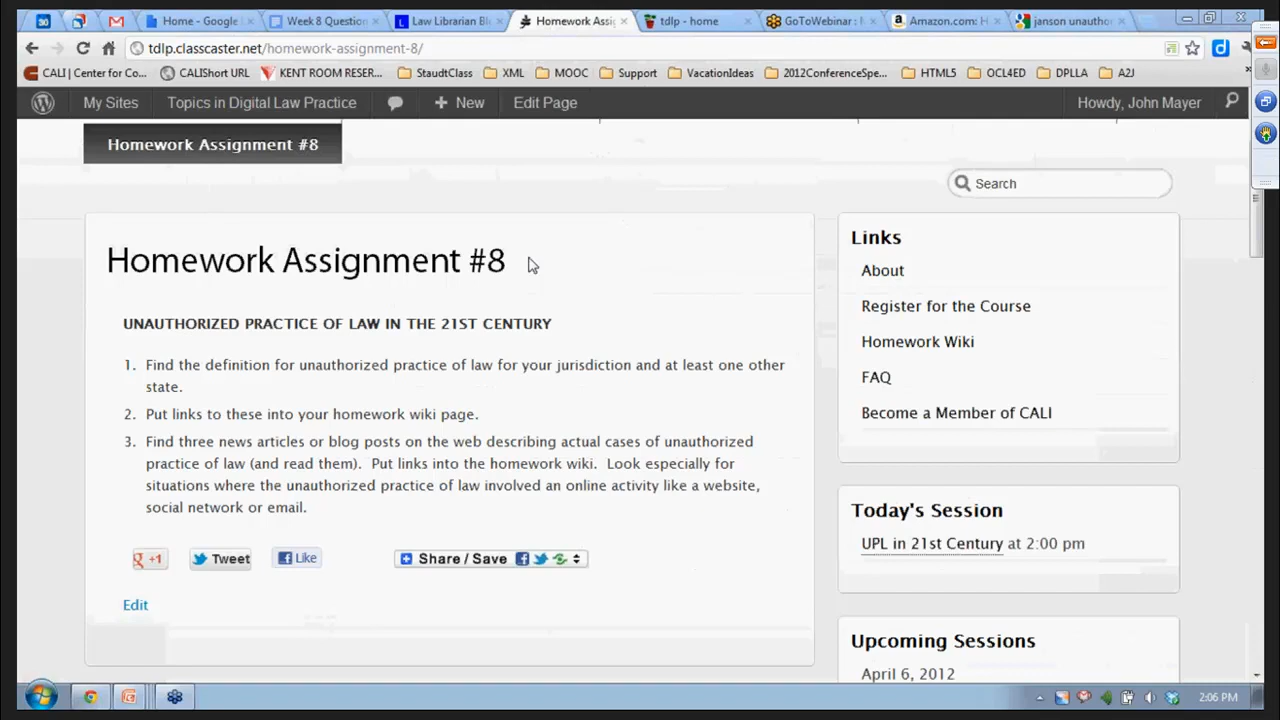 30
Home - Google
Week 8 Question
Law Librarian Bl
Homework Assig
tdlp - home
GoToWebinar : M
Amazon.com: H
janson unautho
tdlp.classcaster.net/homework-assignment-8/
CALI | Center for Co...
CALIShort URL
KENT ROOM RESER...
StaudtClass
XML
MOOC
Support
VacationIdeas
2012ConferenceSpe...
HTML5
OCL4ED
DPLLA
A2J
My Sites
Topics in Digital Law Practice
+ New
Edit Page
Howdy, John Mayer
Homework Assignment #8
Search
Homework Assignment #8
UNAUTHORIZED PRACTICE OF LAW IN THE 21ST CENTURY
1. Find the definition for unauthorized practice of law for your jurisdiction and at least one other
state.
2. Put links to these into your homework wiki page.
3. Find three news articles or blog posts on the web describing actual cases of unauthorized
practice of law (and read them).  Put links into the homework wiki.  Look especially for
situations where the unauthorized practice of law involved an online activity like a website,
social network or email.
+1
Tweet
Like
Share / Save
Edit
Links
About
Register for the Course
Homework Wiki
FAQ
Become a Member of CALI
Today's Session
UPL in 21st Century at 2:00 pm
Upcoming Sessions
April 6, 2012
2:06 PM